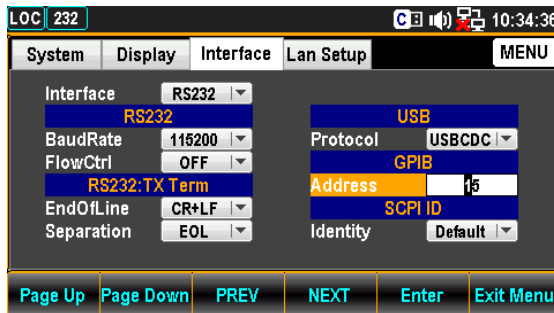 LOC 232 C 10:34:36
System Display Interface Lan Setup MENU
Interface RS232
RS232 USB
BaudRate 115200 Protocol USBCDC
FlowCtrl OFF GPIB
RS232:TX Term Address 15
EndOfLine CR+LF SCPI ID
Separation EOL Identity Default
Page Up Page Down PREV NEXT Enter Exit Menu